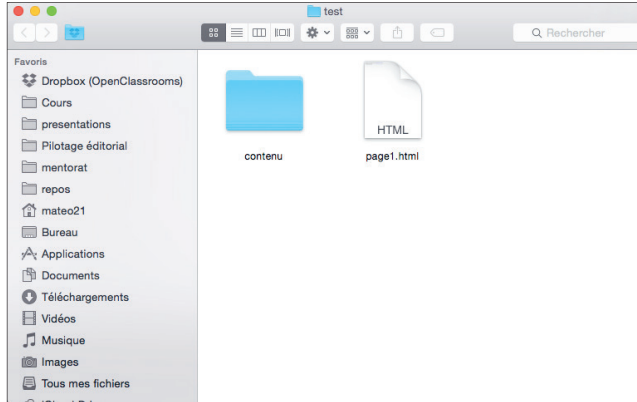 test
Rechercher
Favoris
Dropbox (OpenClassrooms)
Cours
presentations
Pilotage éditorial
mentorat
repos
mateo21
Bureau
Applications
Documents
Téléchargements
Vidéos
Musique
Images
Tous mes fichiers
HTML
contenu
page1.html